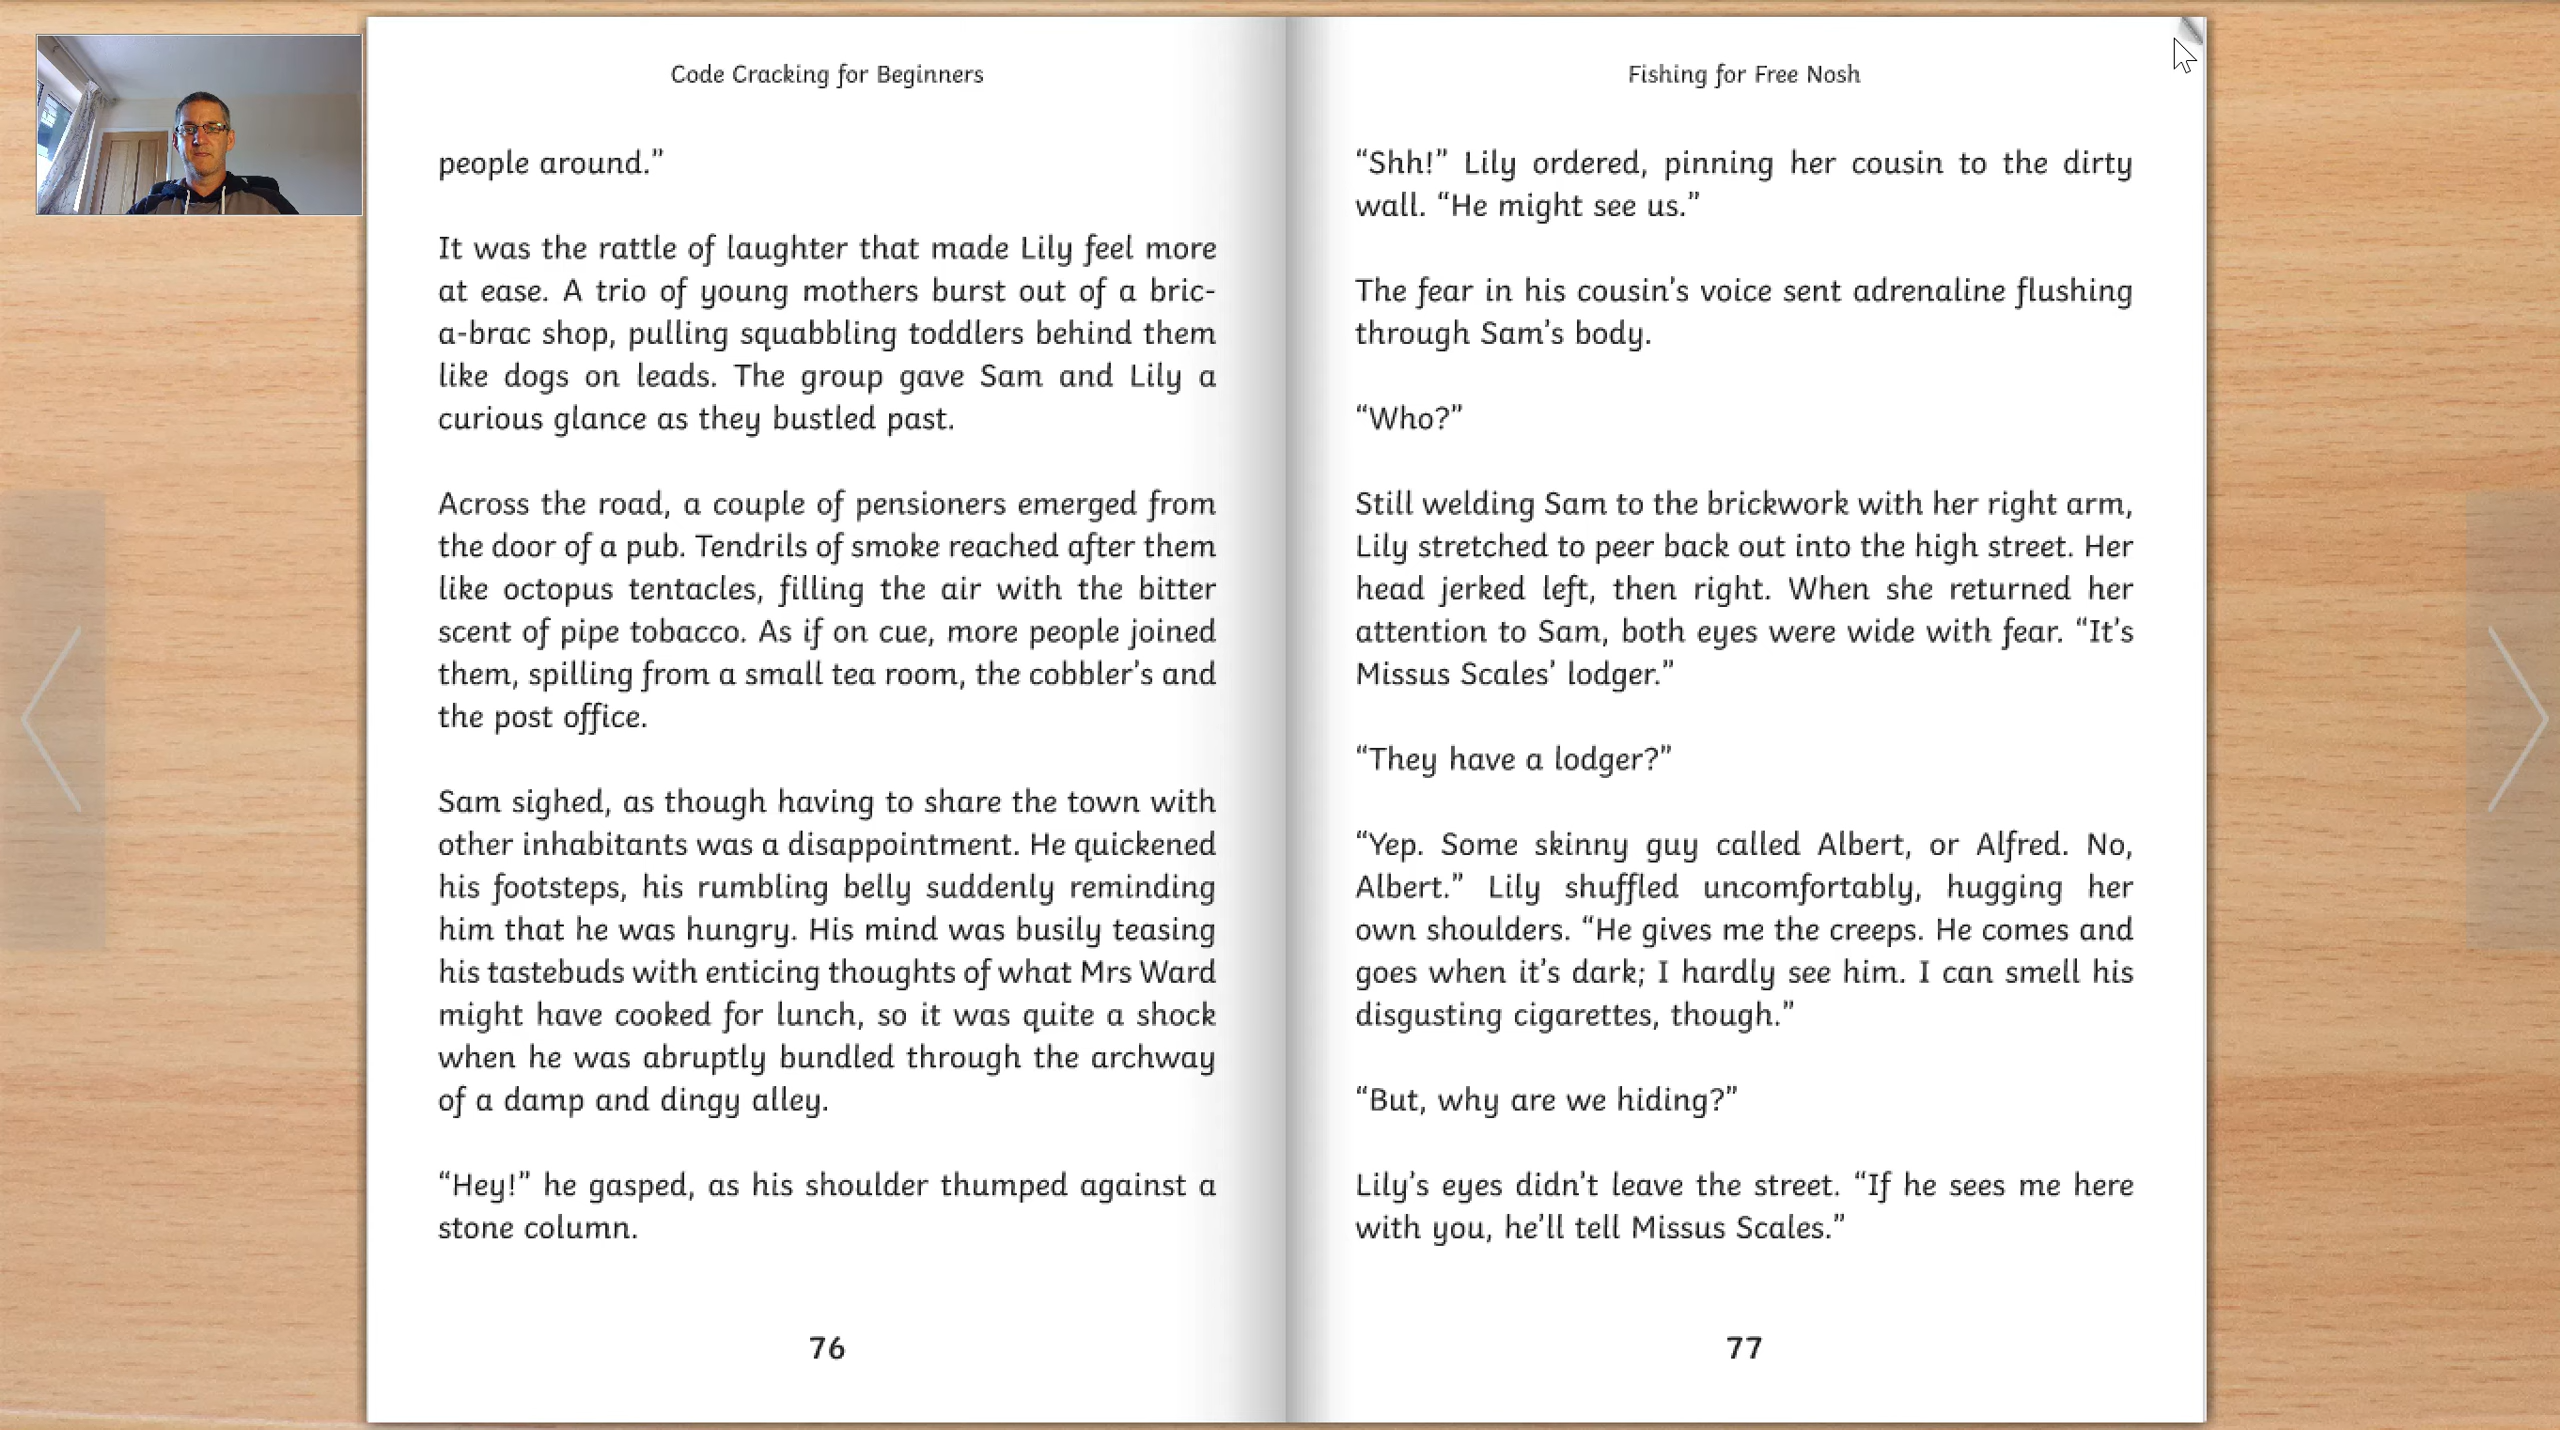 Code Cracking for Beginners
people around.”
It was the rattle of laughter that made Lily feel more
at ease. A trio of young mothers burst out of a bric-
a-brac shop, pulling squabbling toddlers behind them
like dogs on leads. The group gave Sam and Lily a
curious glance as they bustled past.
Across the road, a couple of pensioners emerged from
the door of a pub. Tendrils of smoke reached after them
like octopus tentacles, filling the air with the bitter
scent of pipe tobacco. As if on cue, more people joined
them, spilling from a small tea room, the cobbler’s and
the post office.
Sam sighed, as though having to share the town with
other inhabitants was a disappointment. He quickened
his footsteps, his rumbling belly suddenly reminding
him that he was hungry. His mind was busily teasing
his tastebuds with enticing thoughts of what Mrs Ward
might have cooked for lunch, so it was quite a shock
when he was abruptly bundled through the archway
of a damp and dingy alley.
“Hey!” he gasped, as his shoulder thumped against a
stone column.
76
Fishing for Free Nosh
“Shh!” Lily ordered, pinning her cousin to the dirty
wall. “He might see us.”
The fear in his cousin’s voice sent adrenaline flushing
through Sam’s body.
“Who?”
Still welding Sam to the brickwork with her right arm,
Lily stretched to peer back out into the high street. Her
head jerked left, then right. When she returned her
attention to Sam, both eyes were wide with fear. “It’s
Missus Scales’ lodger.”
“They have a lodger?”
“Yep. Some skinny guy called Albert, or Alfred. No,
Albert.” Lily shuffled uncomfortably, hugging her
own shoulders. “He gives me the creeps. He comes and
goes when it’s dark; I hardly see him. I can smell his
disgusting cigarettes, though.”
“But, why are we hiding?”
Lily’s eyes didn’t leave the street. “If he sees me here
with you, he’ll tell Missus Scales.”
77